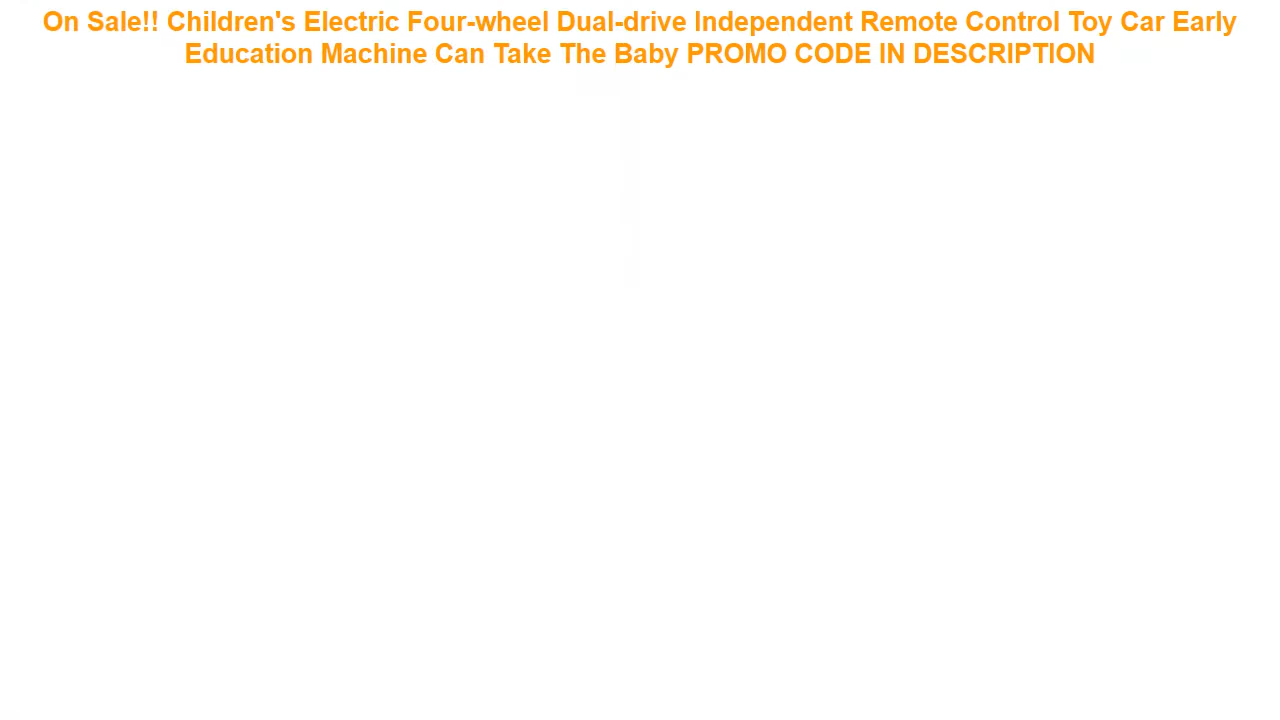 On Sale!! Children's Electric Four-wheel Dual-drive Independent Remote Control Toy Car Early
Education Machine Can Take The Baby PROMO CODE IN DESCRIPTION